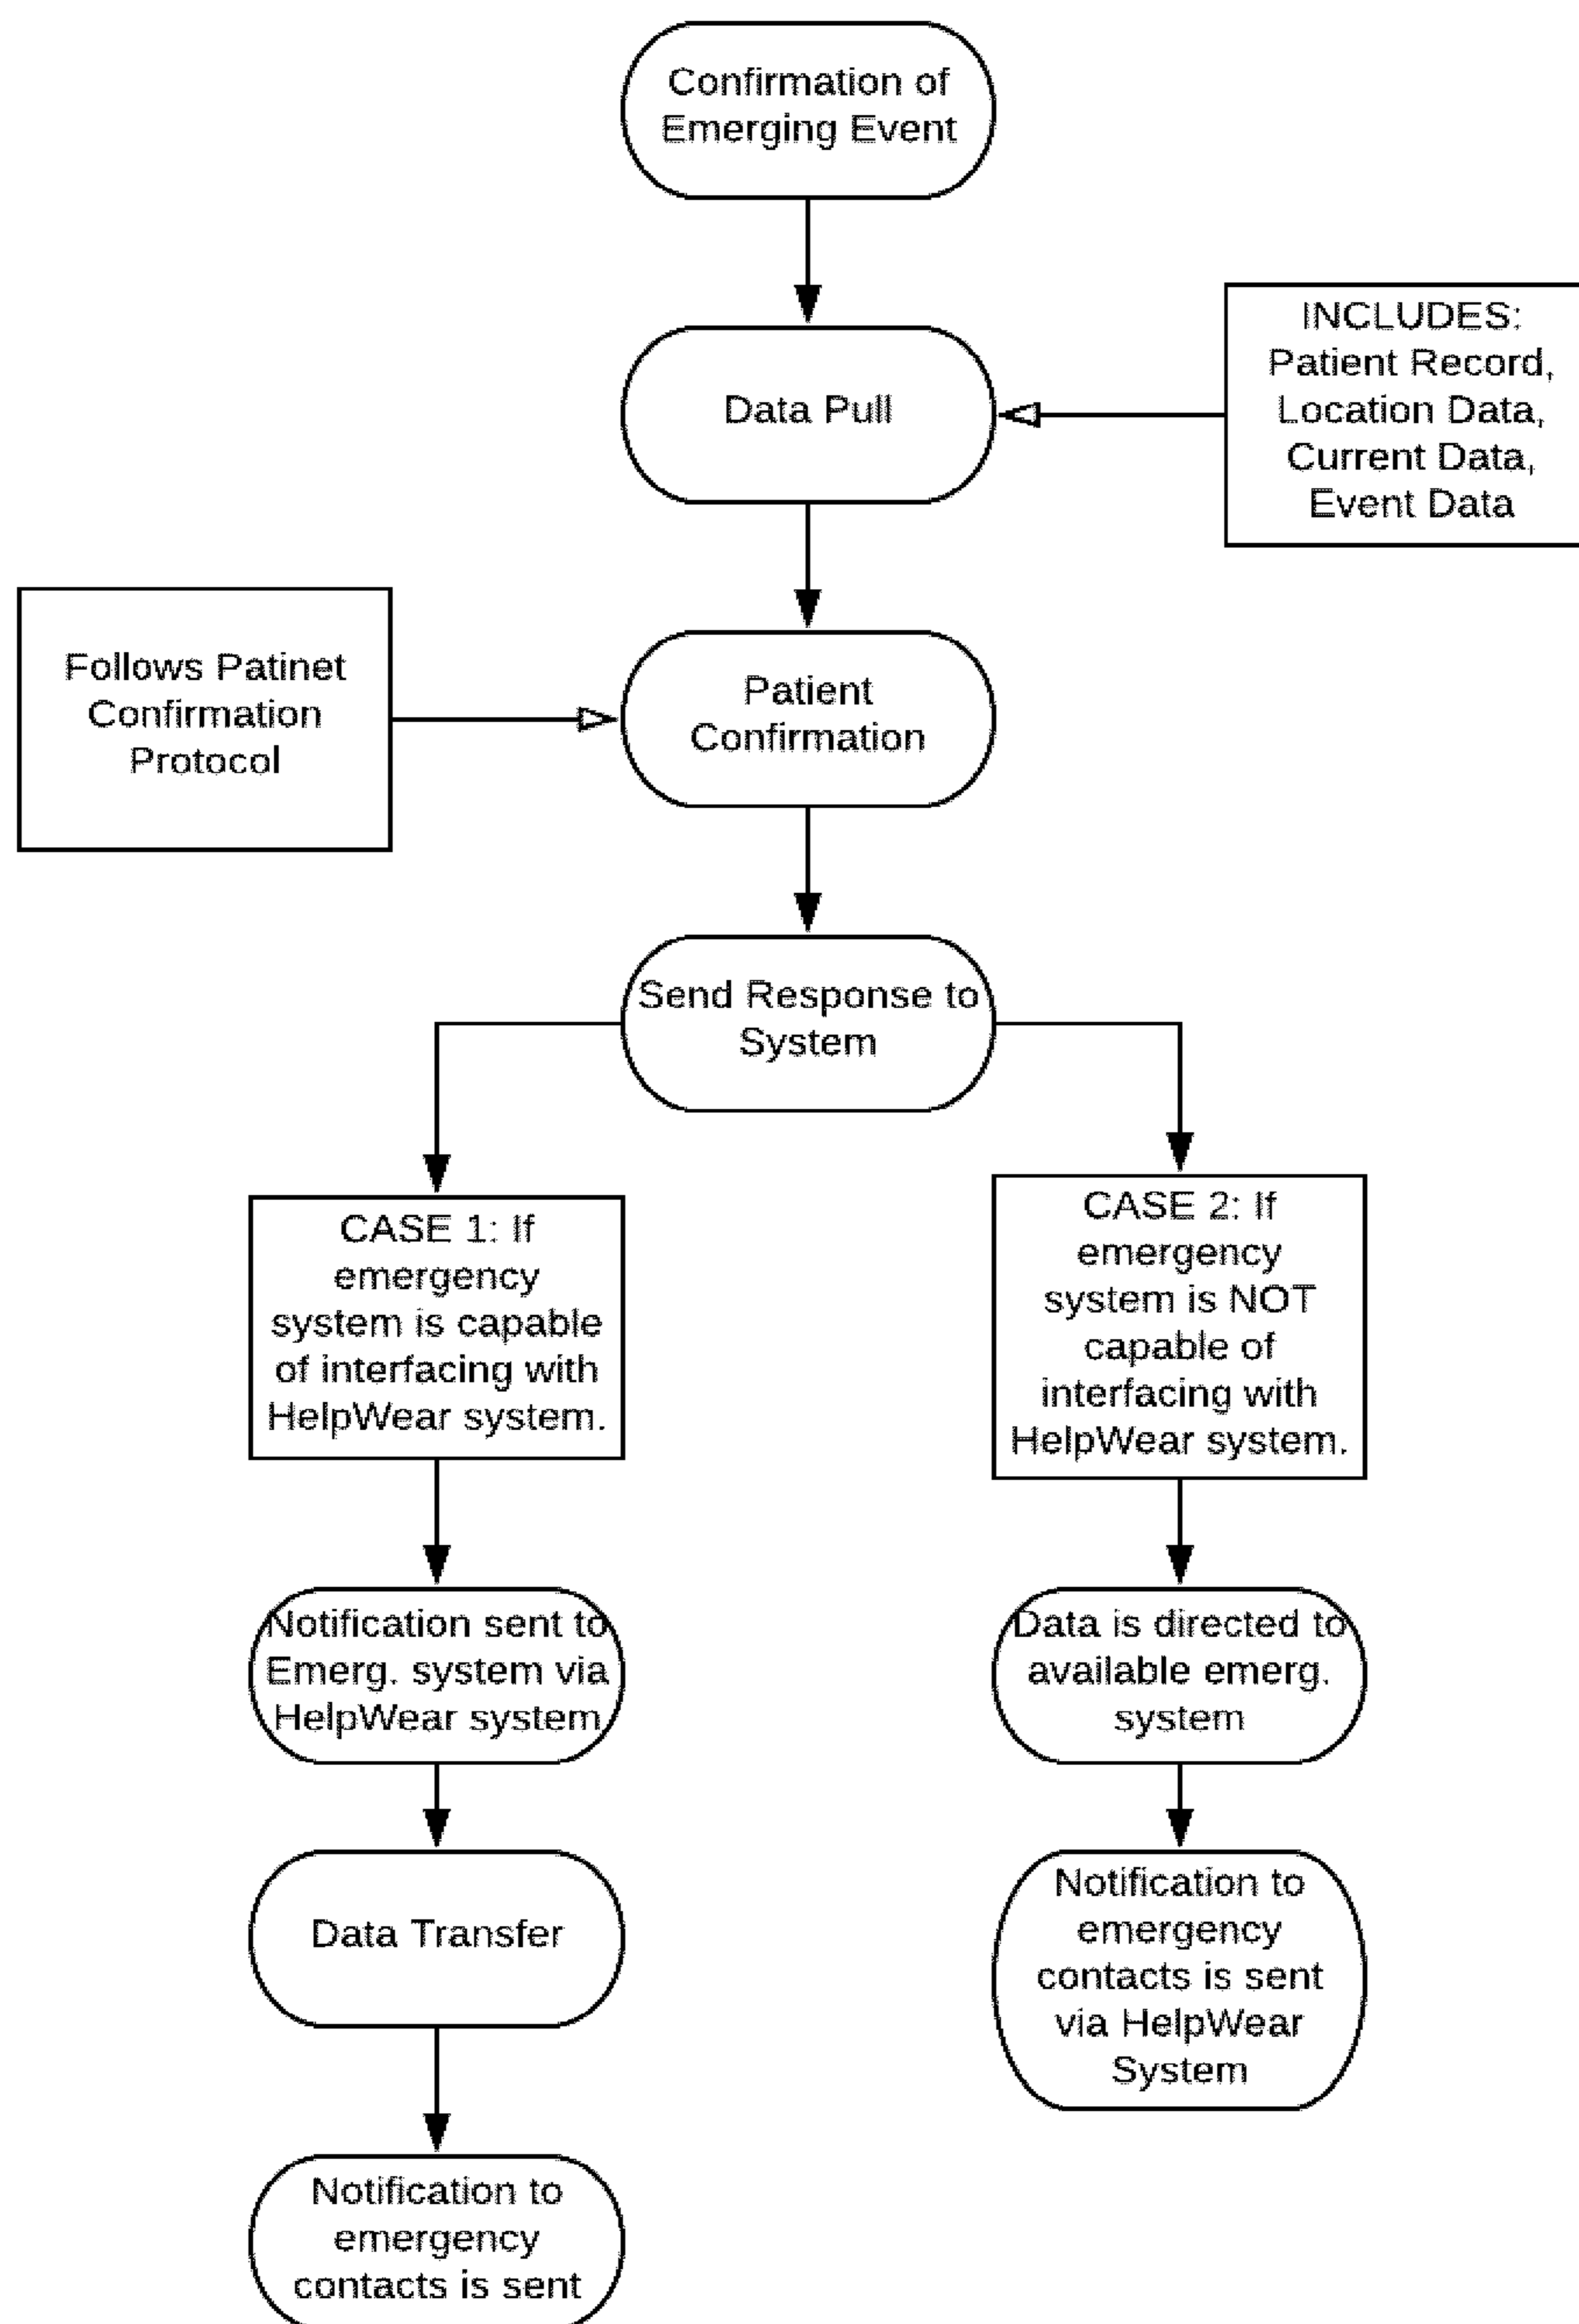 Confirmation of
Emerging Event
Data Pull
INCLUDES:
Patient Record,
Location Data,
Current Data,
Event Data
Follows Patinet
Confirmation
Protocol
Patient
Confirmation
Send Response to
System
CASE 1: If
emergency
system is capable
of interfacing with
HelpWear system.
CASE 2: If
emergency
system is NOT
capable of
interfacing with
HelpWear system.
Notification sent to
Emerg. system via
HelpWear system
Data is directed to
available emerg.
system
Data Transfer
Notification to
emergency
contacts is sent
via HelpWear
System
Notification to
emergency
contacts is sent